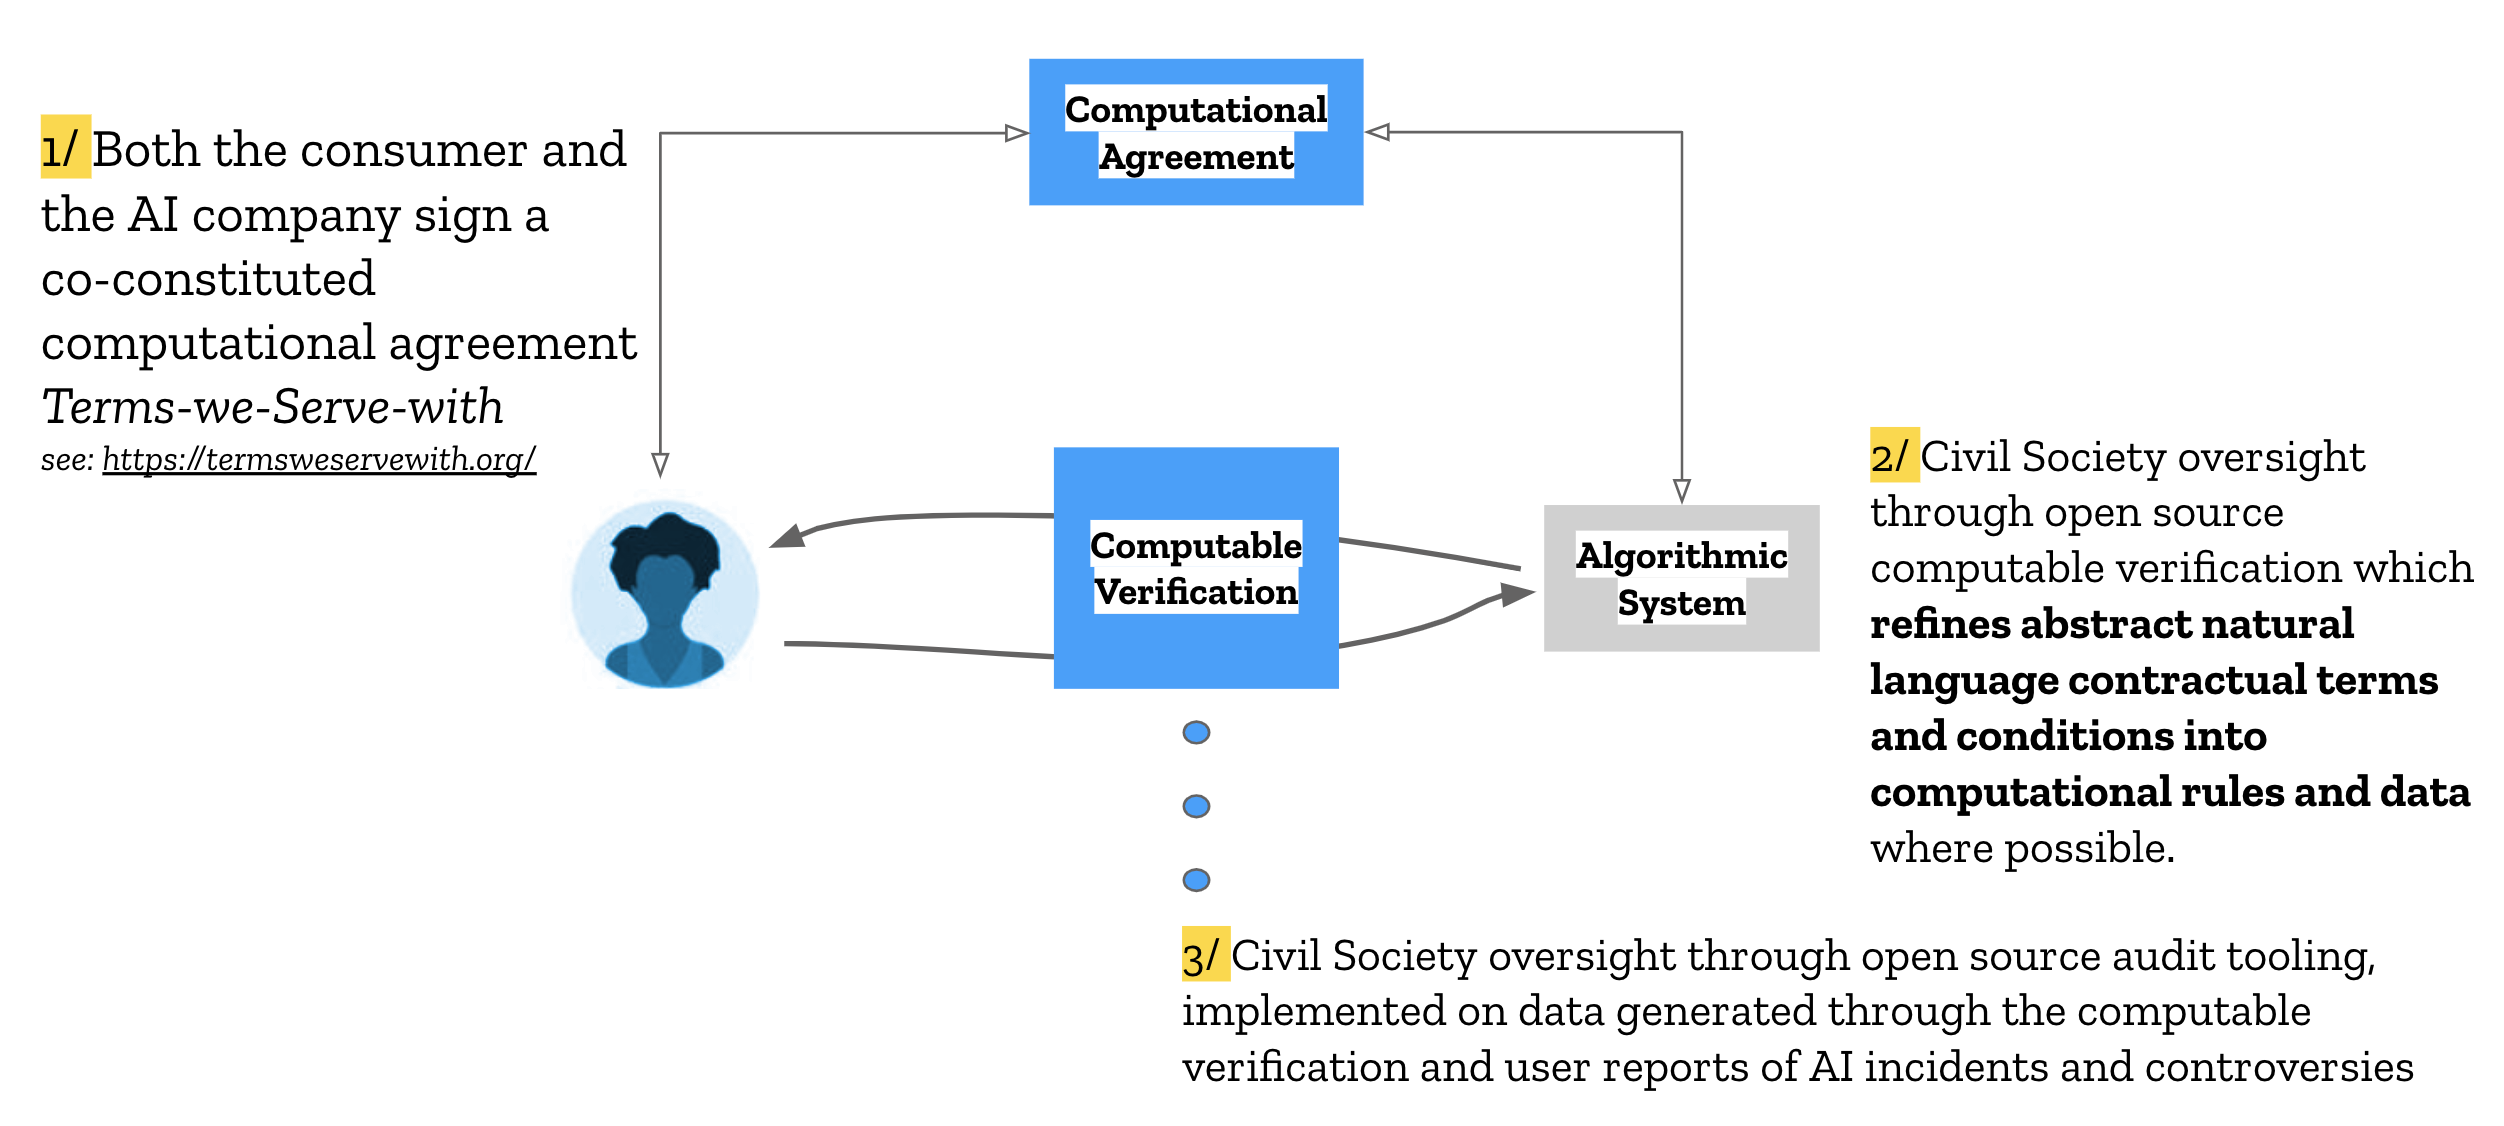 Computational
Agreement
1/ Both the consumer and
the AI company sign a
co-constituted
computational agreement
Terms-we-Serve-with
see: https://termsweservewith.org/
Computable
Verification
Algorithmic
System
2/ Civil Society oversight
through open source
computable verification which
refines abstract natural
language contractual terms
and conditions into
computational rules and data
where possible.
3/ Civil Society oversight through open source audit tooling,
implemented on data generated through the computable
verification and user reports of AI incidents and controversies